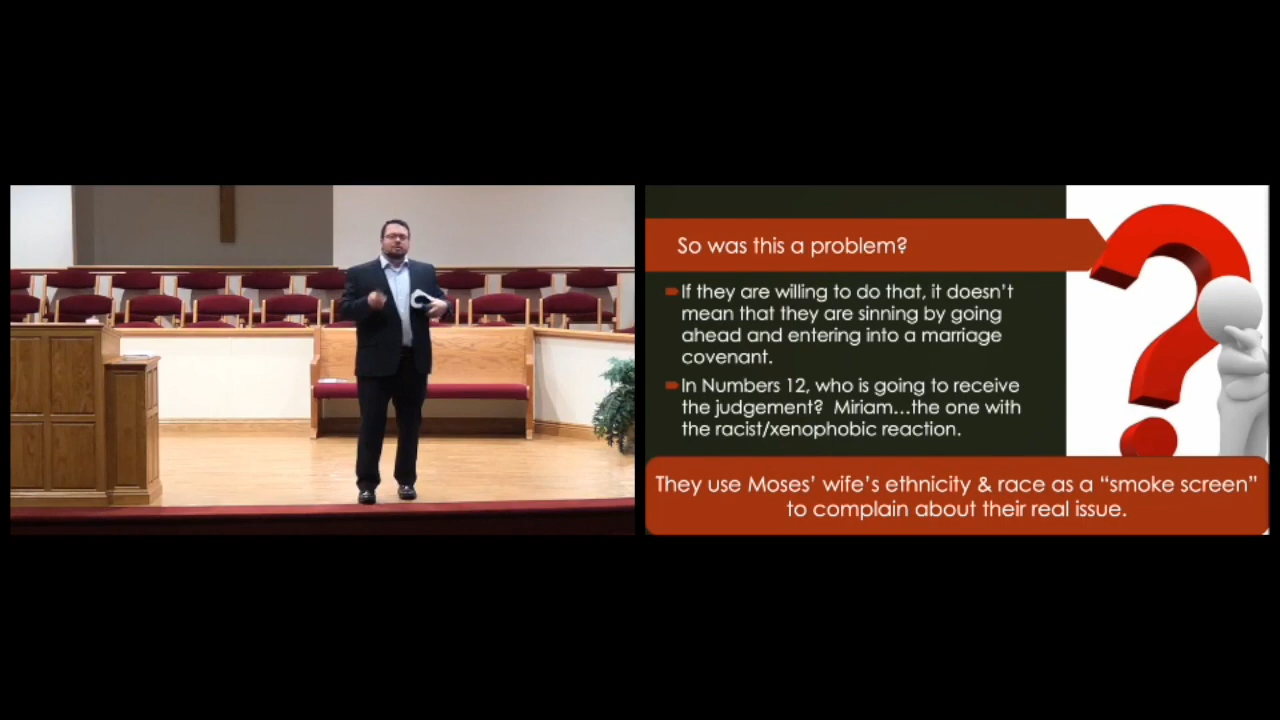 So was this a problem?
If they are willing to do that, it doesn't
mean that they are sinning by going
ahead and entering into a marriage
covenant.
In Numbers 12, who is going to receive
the judgement?  Miriam...the one with
the racist/xenophobic reaction.
They use Moses' wife's ethnicity & race as a “smoke screen”
to complain about their real issue.